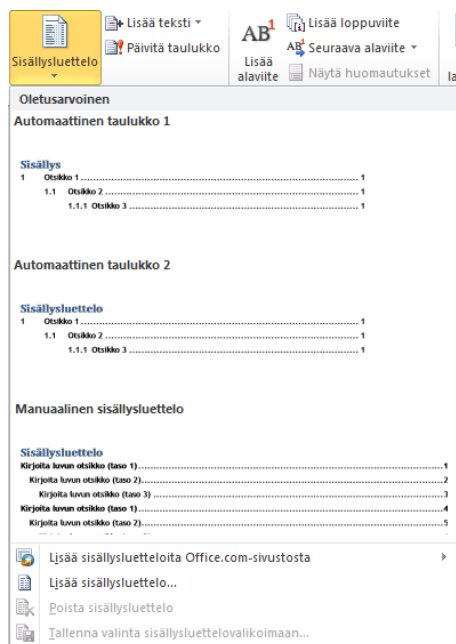 Sisällysluettelo
Lisää teksti
Päivitä taulukko
AB1
Lisää
alaviite
Lisää loppuviite
Seuraava alaviite
Näytä huomautukset
Oletusarvoinen
Automaattinen taulukko 1
Sisällys
1 Otsikko 1 ........ 1
1.1 Otsikko 2 ........ 1
1.1.1 Otsikko 3 ........ 1
Automaattinen taulukko 2
Sisällysluettelo
1 Otsikko 1 ........ 1
1.1 Otsikko 2 ........ 1
1.1.1 Otsikko 3 ........ 1
Manuaalinen sisällysluettelo
Sisällysluettelo
Kirjoita luvun otsikko (taso 1) ........ 1
Kirjoita luvun otsikko (taso 2) ........ 2
Kirjoita luvun otsikko (taso 3) ........ 3
Kirjoita luvun otsikko (taso 1) ........ 4
Kirjoita luvun otsikko (taso 2) ........ 5
Lisää sisällysluetteloita Office.com-sivustosta
Lisää sisällysluettelo...
Poista sisällysluettelo
Tallenna valinta sisällysluettelovalikoimaan...